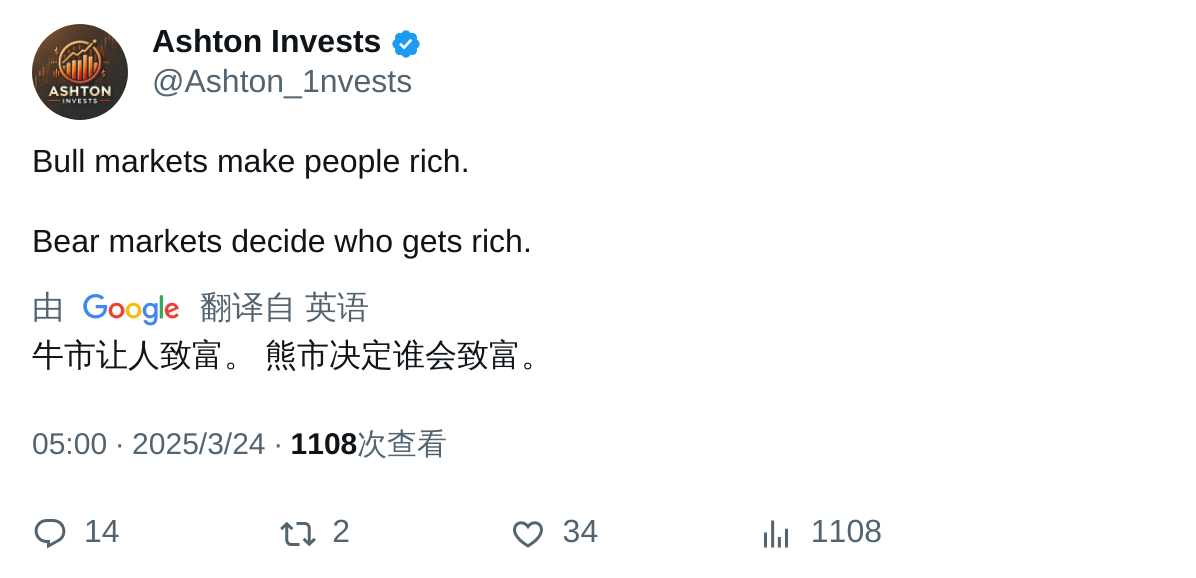 Ashton Invests
@Ashton_1nvests
ASHTON
INVESTS
Bull markets make people rich.
Bear markets decide who gets rich.
由 Google 翻译自 英语
牛市让人致富。 熊市决定谁会致富。
05:00 · 2025/3/24 · 1108次查看
14 2 34 1108